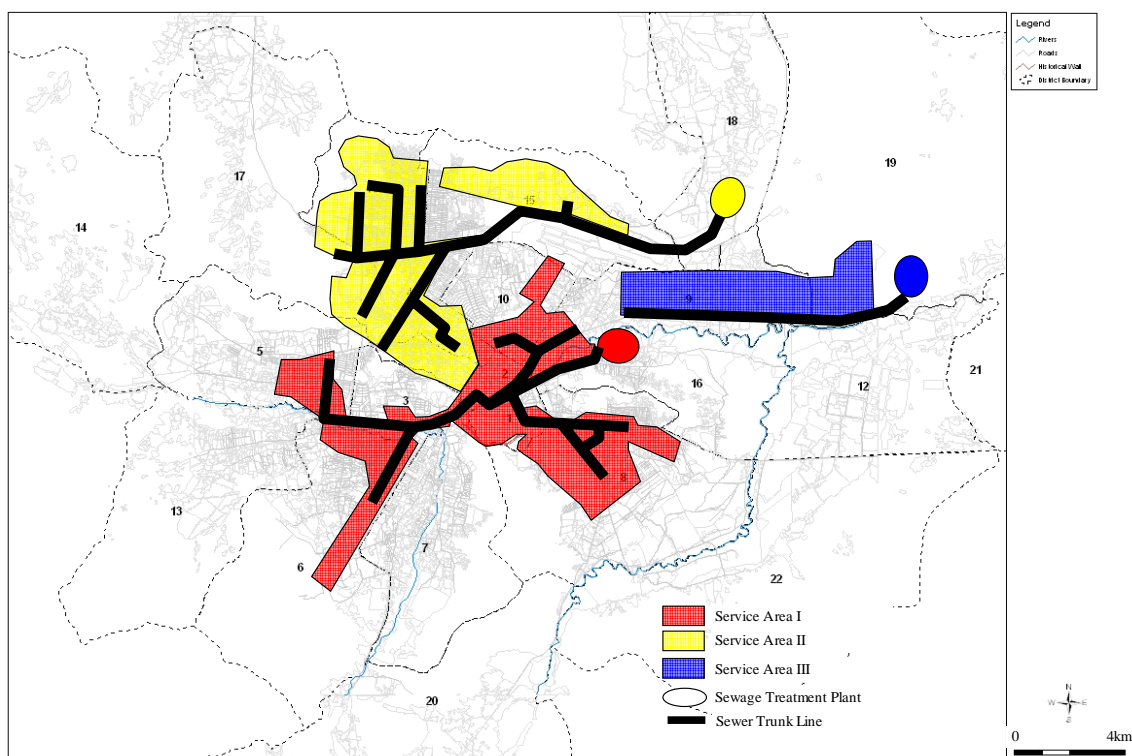 Legend
Rivers
Roads
Historical Wall
District Boundary
18
19
17
15
14
10
9
5
2
16
12
21
3
1
8
13
7
6
22
Service Area I
Service Area II
Service Area III
Sewage Treatment Plant
20
Sewer Trunk Line
N
W E
S
0 4km